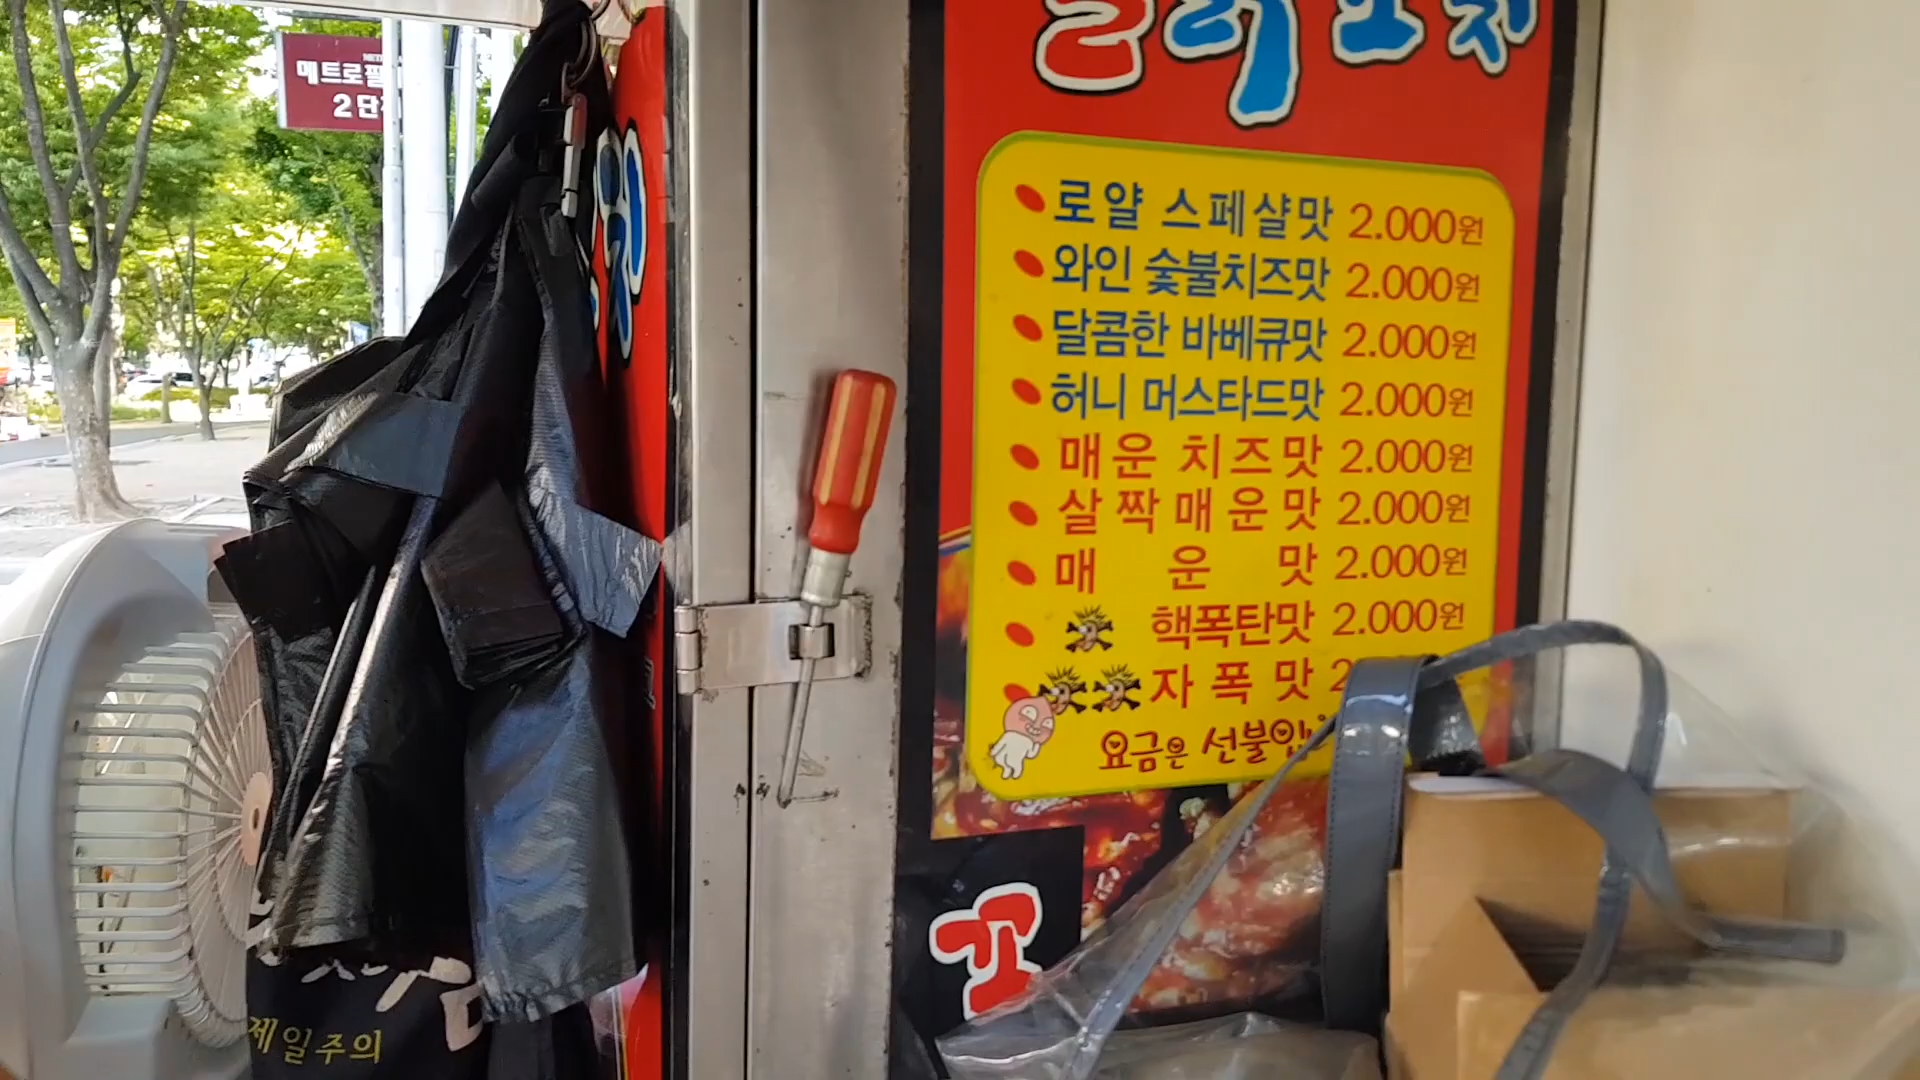 메트로팔
2단
로얄 스페샬맛 2.000원
와인 숯불치즈맛 2.000원
달콤한 바베큐맛 2.000원
허니 머스타드맛 2.000원
매운 치즈맛 2.000원
살짝매운맛 2.000원
매 운 맛 2.000원
핵폭탄맛 2.000원
자폭맛 2
요금은 선불입니
꼬
제일주의